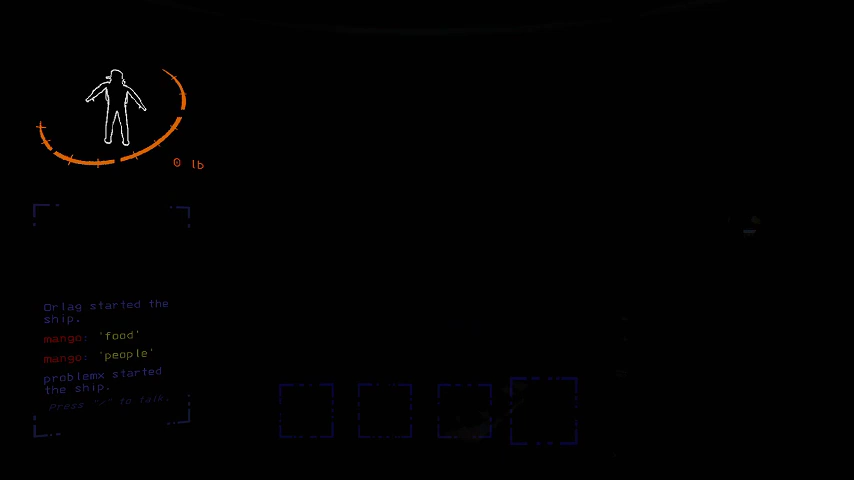 0 lb
Orlag started the
ship.
mango: 'food'
mango: 'people'
problemx started
the ship.
Press "/" to talk.